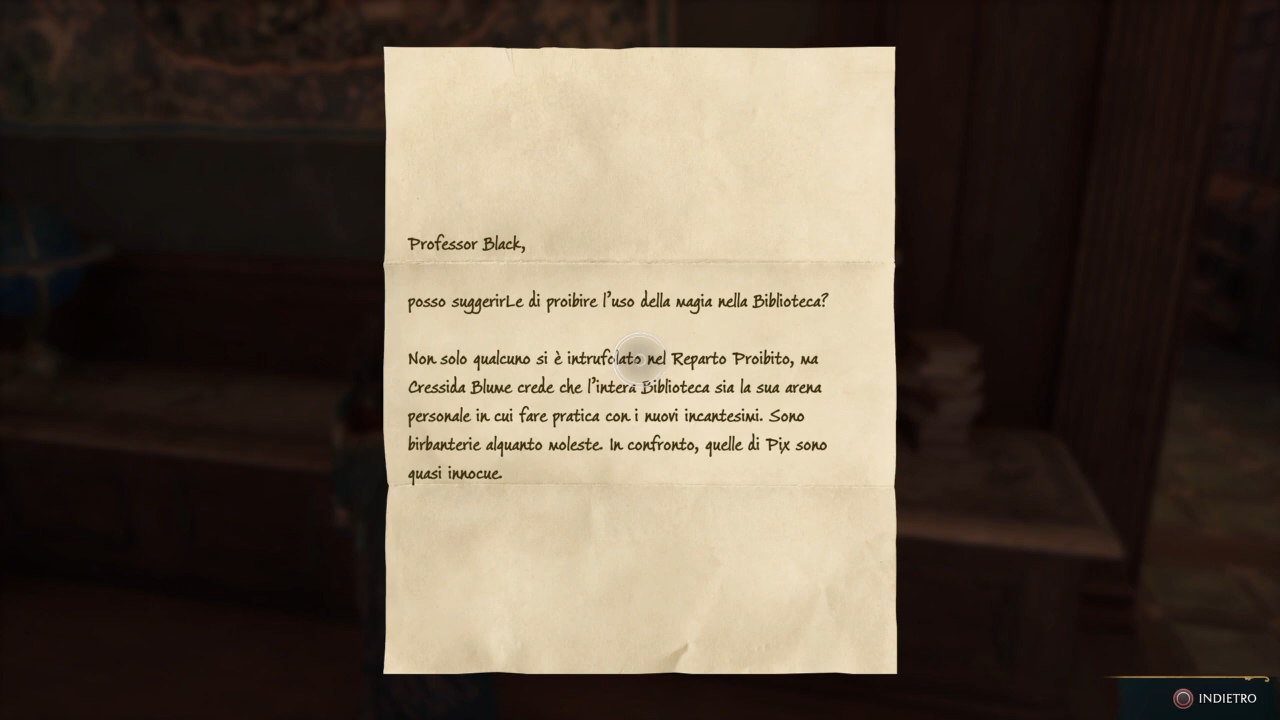 Professor Black,
posso suggerirLe di proibire l'uso della magia nella Biblioteca?
Non solo qualcuno si è intrufolato nel Reparto Proibito, ma
Cressida Blume crede che l'intera Biblioteca sia la sua arena
personale in cui fare pratica con i nuovi incantesimi. Sono
birbanterie alquanto moleste. In confronto, quelle di Pix sono
quasi innocue.
INDIETRO